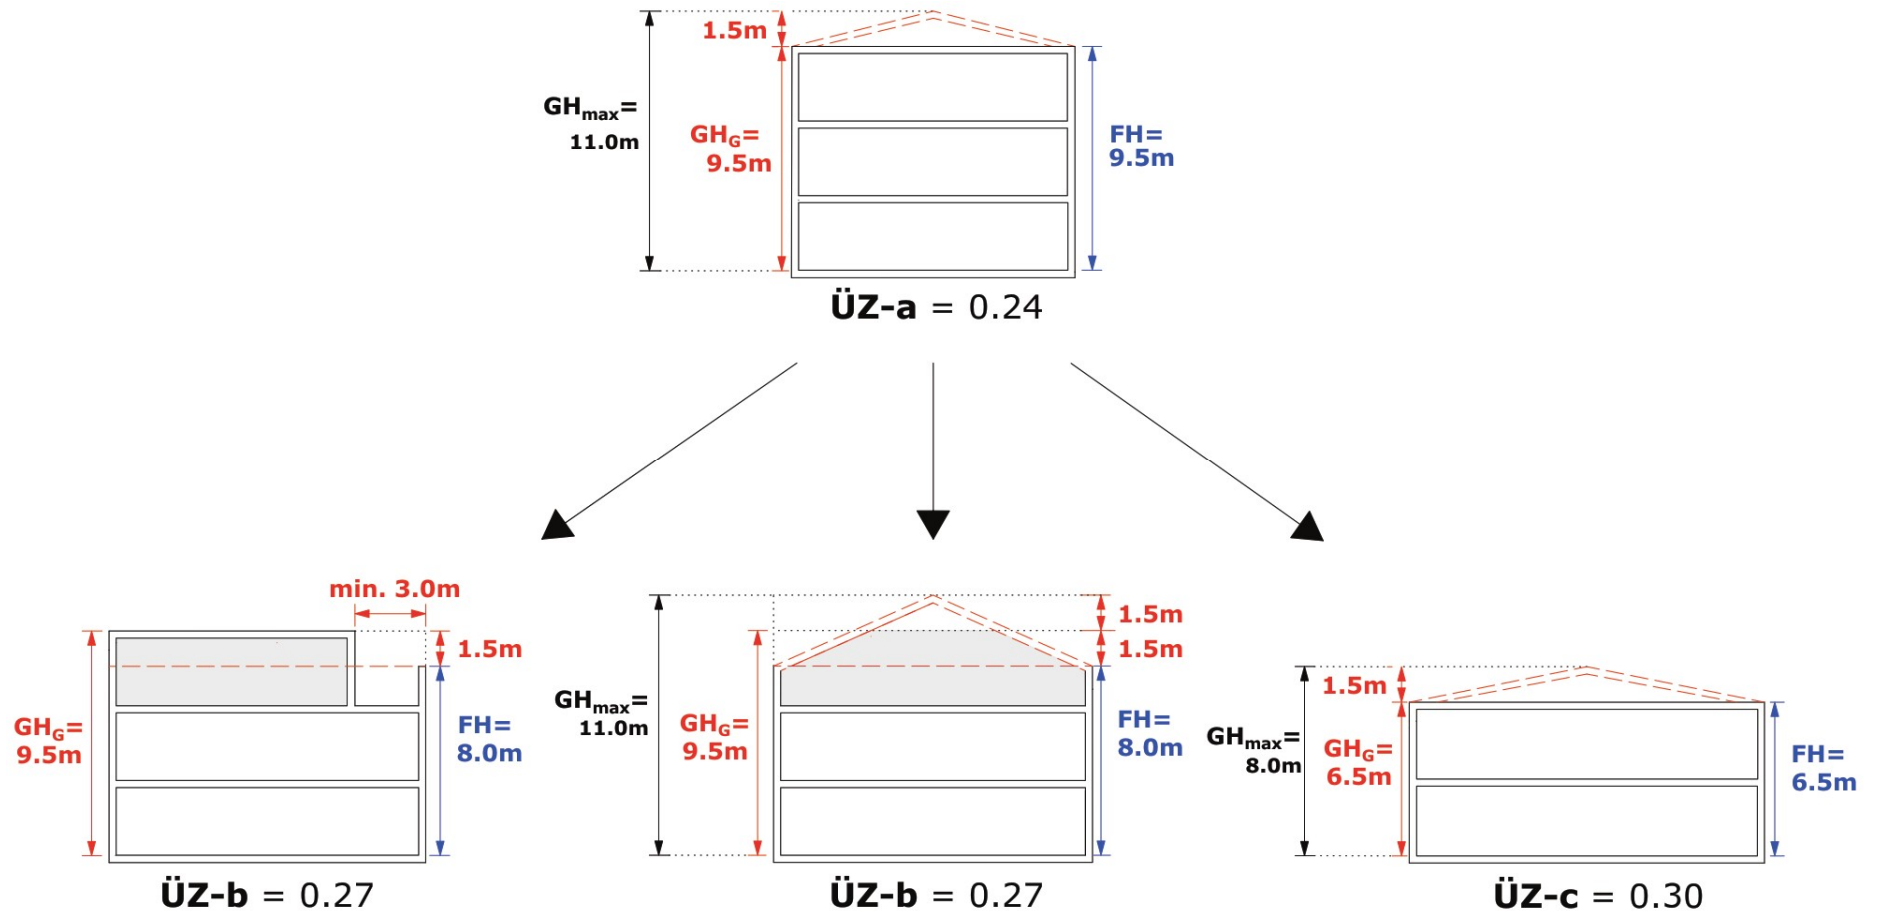 1.5m
GHmax=
11.0m
GHG=
9.5m
FH=
9.5m
ÜZ-a = 0.24
min. 3.0m
1.5m
GHG=
9.5m
FH=
8.0m
ÜZ-b = 0.27
1.5m
1.5m
GHmax=
11.0m
GHG=
9.5m
FH=
8.0m
ÜZ-b = 0.27
1.5m
GHmax=
8.0m
GHG=
6.5m
FH=
6.5m
ÜZ-c = 0.30